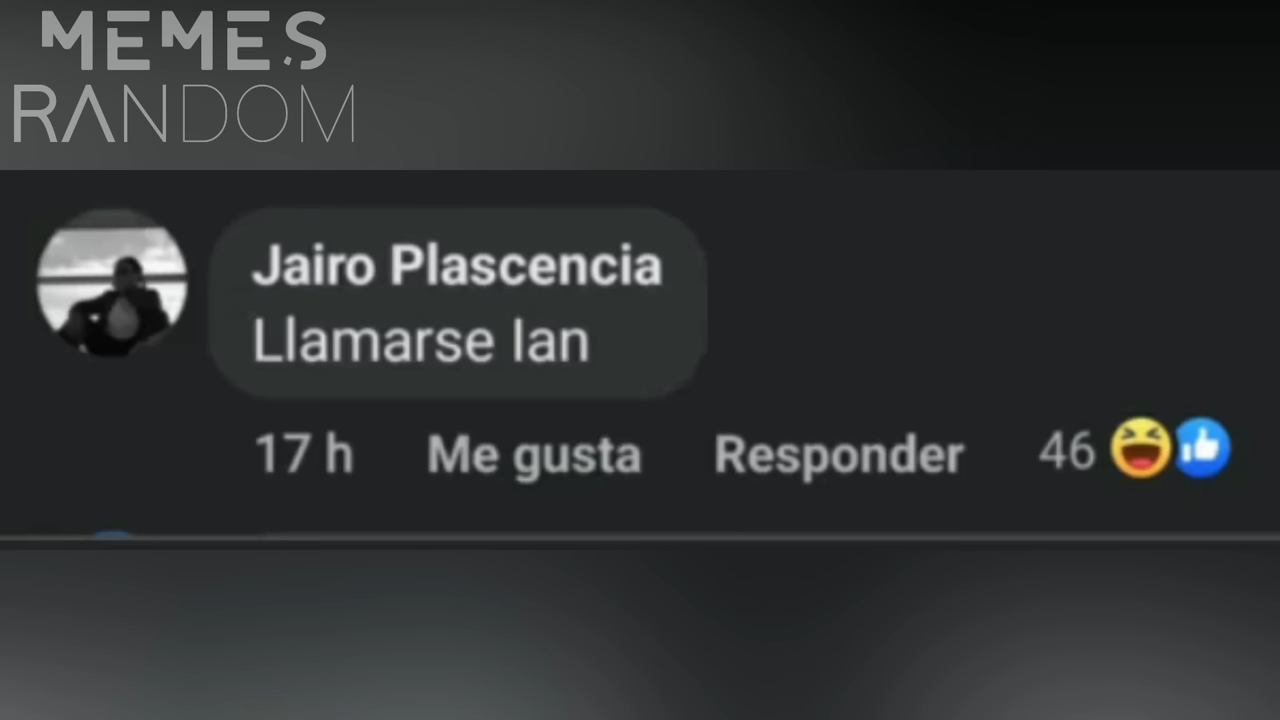 MEMES
RANDOM
Jairo Plascencia
Llamarse Ian
17 h Me gusta Responder 46